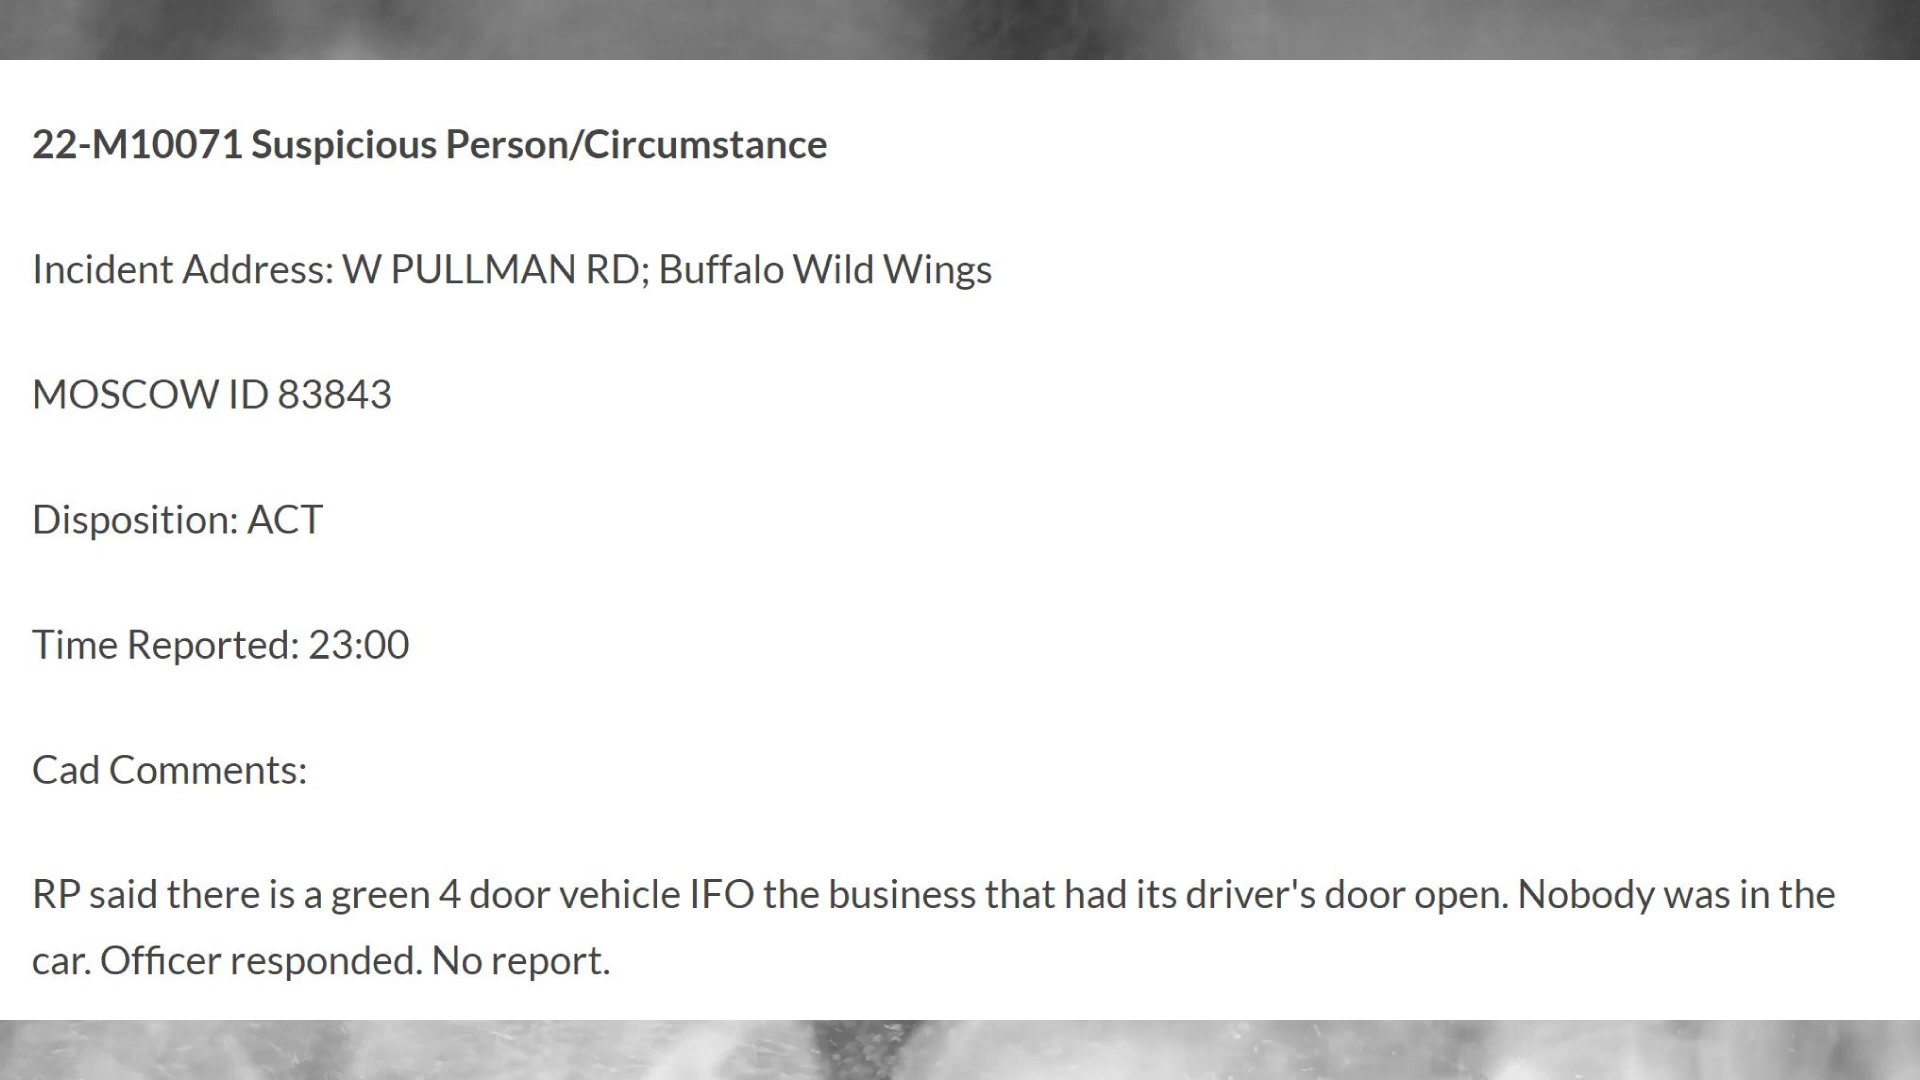 22-M10071 Suspicious Person/Circumstance
Incident Address: W PULLMAN RD; Buffalo Wild Wings
MOSCOW ID 83843
Disposition: ACT
Time Reported: 23:00
Cad Comments:
RP said there is a green 4 door vehicle IFO the business that had its driver's door open. Nobody was in the
car. Officer responded. No report.